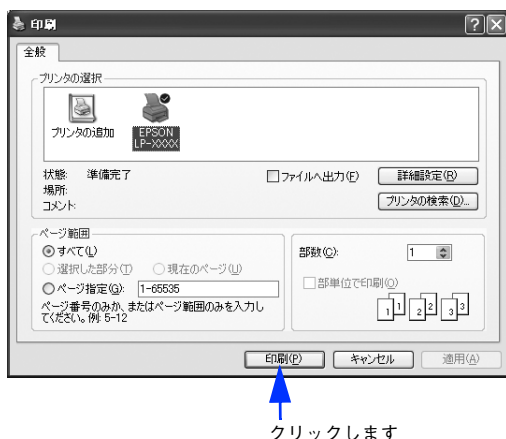 印刷
全般
プリンタの選択
プリンタの追加
EPSON
LP-XXXX
状態: 準備完了
場所:
コメント:
ファイルへ出力(F)
詳細設定(R)
プリンタの検索(D)...
ページ範囲
すべて(L)
選択した部分(T) 現在のページ(U)
ページ指定(G): 1-65535
ページ番号のみか、またはページ範囲のみを入力し
てください。例: 5-12
部数(C): 1
部単位で印刷(O)
1 1 2 2 3 3
印刷(P) キャンセル 適用(A)
クリックします